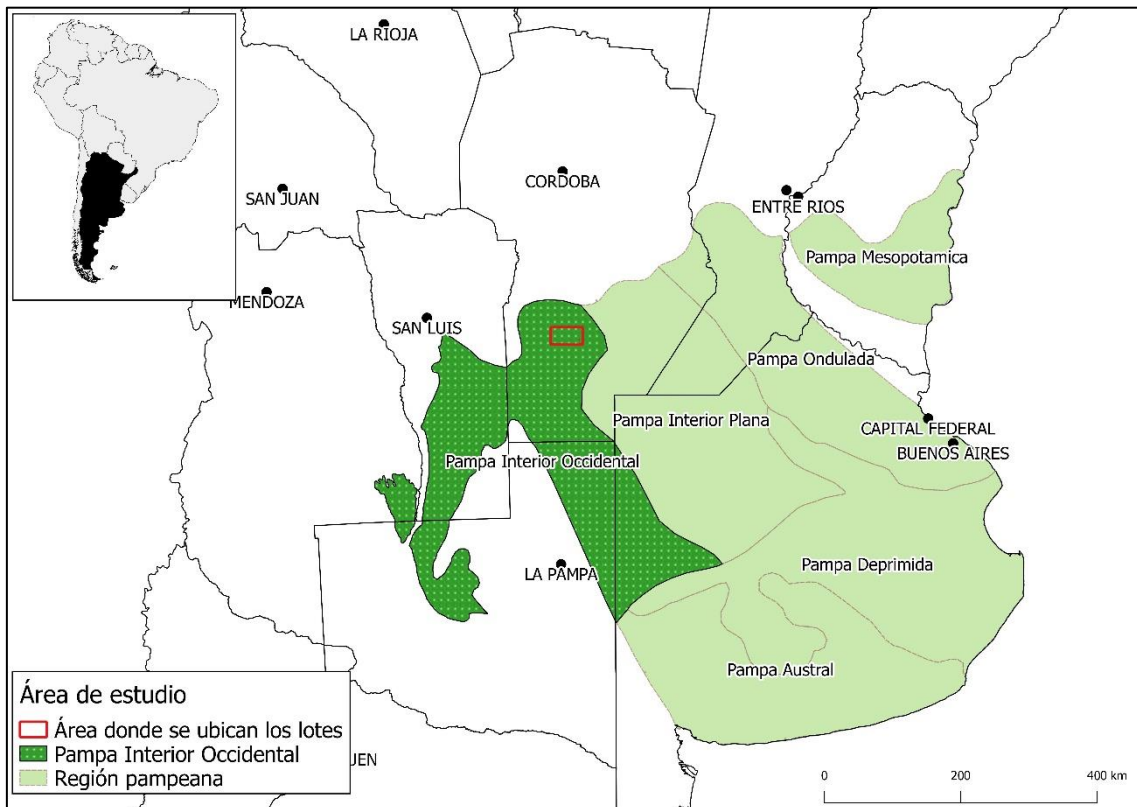 LA RIOJA
CORDOBA
SAN JUAN
ENTRE RIOS
Pampa Mesopotamica
MENDOZA
SAN LUIS
Pampa Ondulada
Pampa Interior Plana
CAPITAL FEDERAL
BUENOS AIRES
Pampa Interior Occidental
LA PAMPA
Pampa Deprimida
Pampa Austral
Área de estudio
Área donde se ubican los lotes
Pampa Interior Occidental
Región pampeana
UEN
0 200 400 km